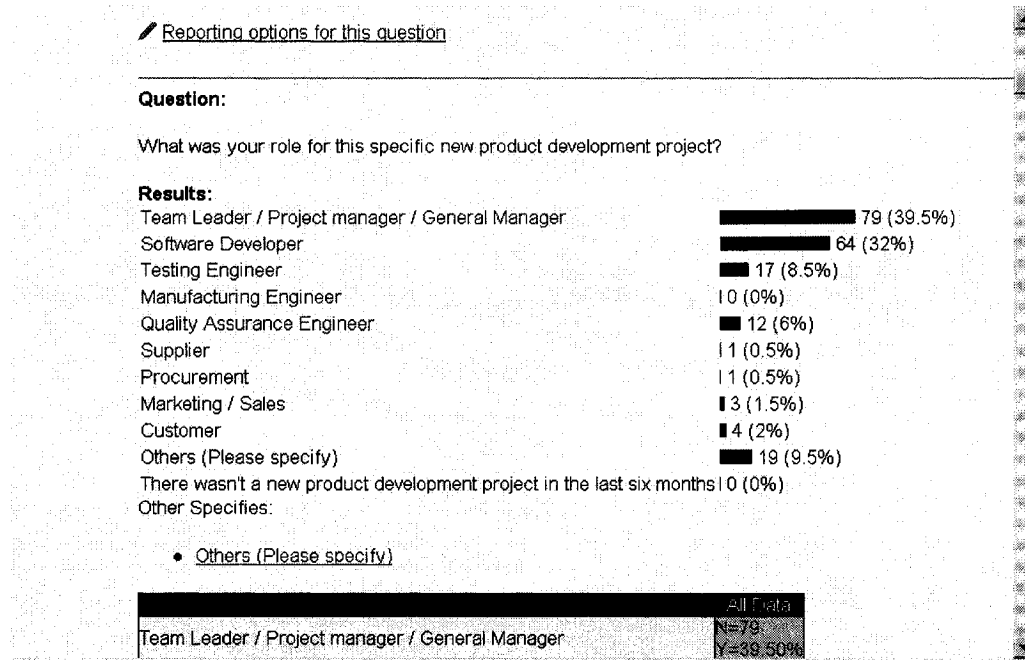 Reporting options for this question
Question:
What was your role for this specific new product development project?
Results:
Team Leader / Project manager / General Manager 79 (39.5%)
Software Developer 64 (32%)
Testing Engineer 17 (8.5%)
Manufacturing Engineer 0 (0%)
Quality Assurance Engineer 12 (6%)
Supplier 1 (0.5%)
Procurement 1 (0.5%)
Marketing / Sales 3 (1.5%)
Customer 4 (2%)
Others (Please specify) 19 (9.5%)
There wasn't a new product development project in the last six months 0 (0%)
Other Specifies:
• Others (Please specify)
All Data
Team Leader / Project manager / General Manager N=79
Y=39.50%